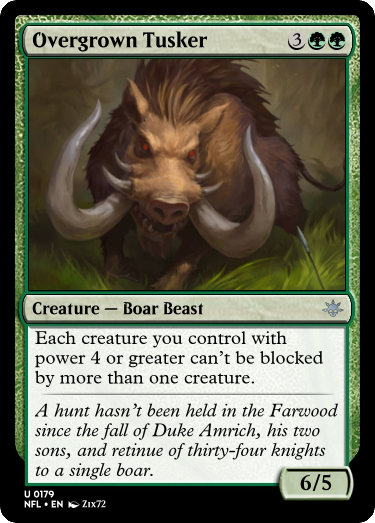 Overgrown Tusker 3
Creature — Boar Beast
Each creature you control with
power 4 or greater can't be blocked
by more than one creature.
A hunt hasn't been held in the Farwood
since the fall of Duke Amrich, his two
sons, and retinue of thirty-four knights
to a single boar.
6/5
U 0179
NFL • EN Z1x72